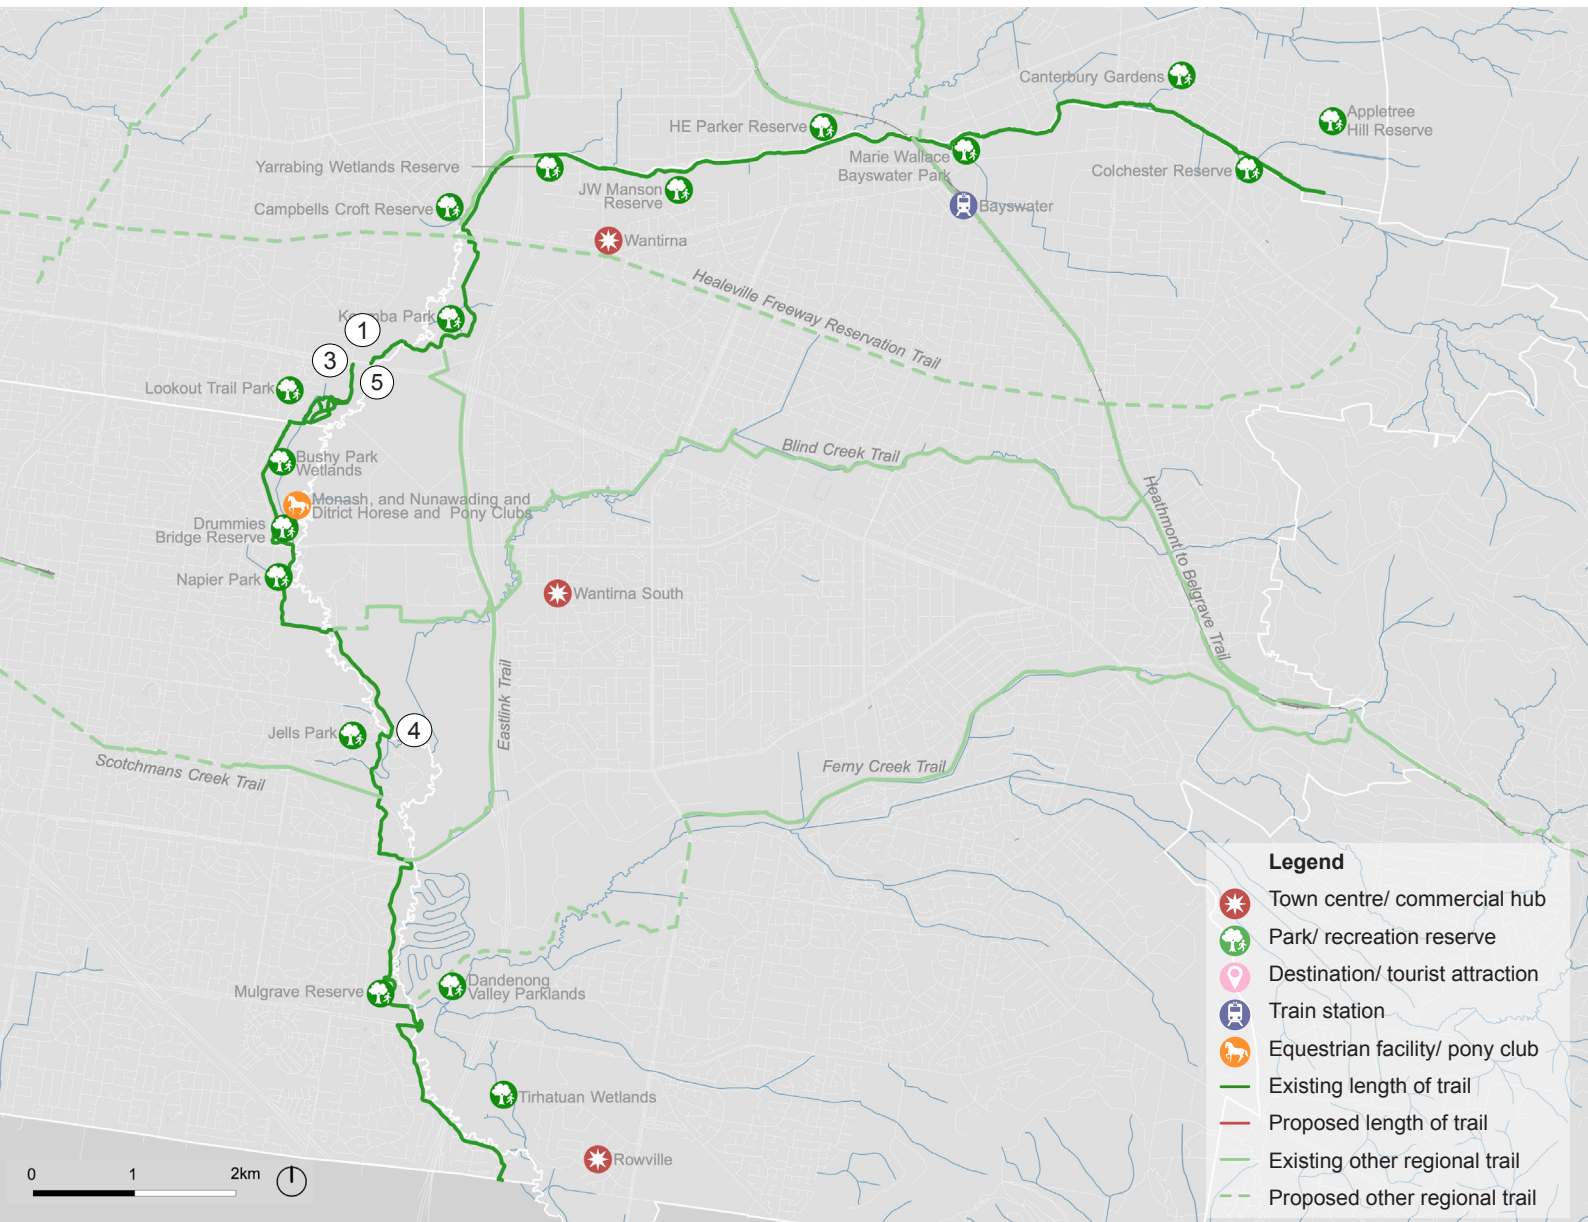 Canterbury Gardens
Appletree
Hill Reserve
HE Parker Reserve
Marie Wallace
Bayswater Park
Colchester Reserve
Yarrabing Wetlands Reserve
JW Manson
Reserve
Campbells Croft Reserve
Bayswater
Wantirna
Healeville Freeway Reservation Trail
Koomba Park
1
3
5
Lookout Trail Park
Blind Creek Trail
Bushy Park
Wetlands
Monash, and Nunawading and
Ditrict Horese and Pony Clubs
Drummies
Bridge Reserve
Napier Park
Heathmont to Belgrave Trail
Wantirna South
Eastlink Trail
Jells Park
4
Scotchmans Creek Trail
Ferny Creek Trail
Mulgrave Reserve
Dandenong
Valley Parklands
Tirhatuan Wetlands
Rowville
0 1 2km
Legend
Town centre/ commercial hub
Park/ recreation reserve
Destination/ tourist attraction
Train station
Equestrian facility/ pony club
Existing length of trail
Proposed length of trail
Existing other regional trail
Proposed other regional trail